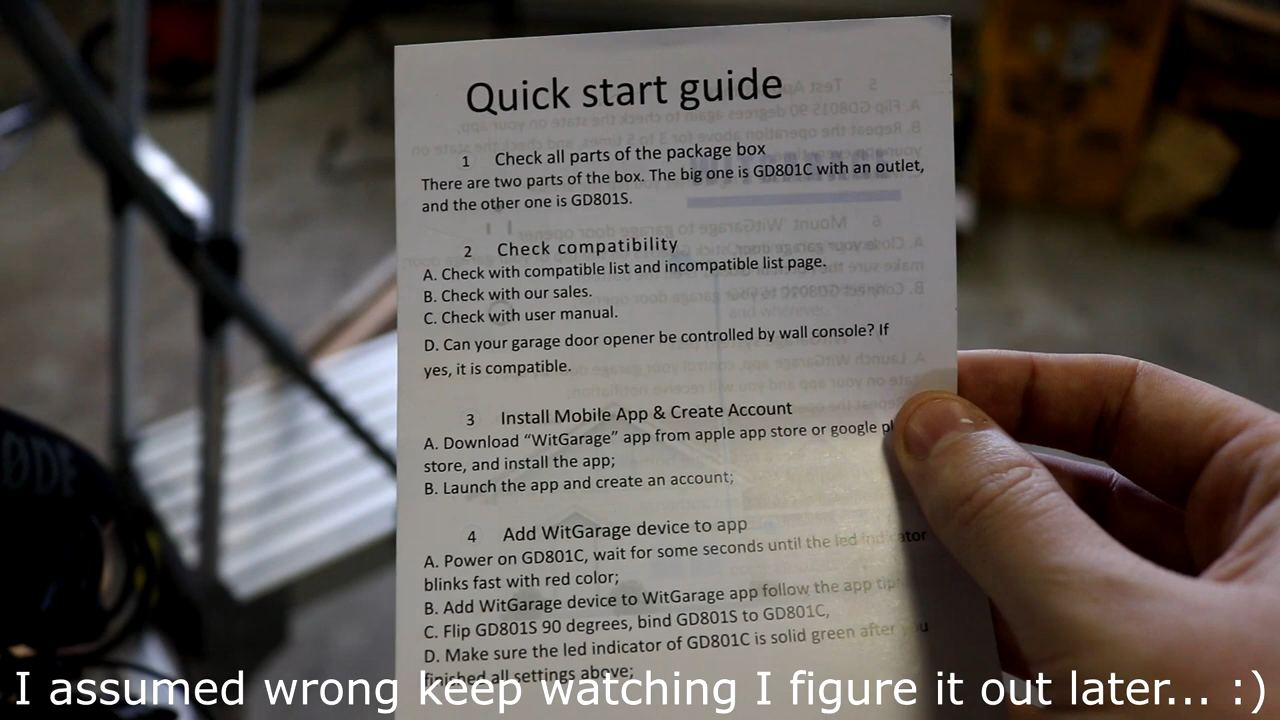 Quick start guide
1 Check all parts of the package box
There are two parts of the box. The big one is GD801C with an outlet,
and the other one is GD801S.
2 Check compatibility
A. Check with compatible list and incompatible list page.
B. Check with our sales.
C. Check with user manual.
D. Can your garage door opener be controlled by wall console? If
yes, it is compatible.
3 Install Mobile App & Create Account
A. Download “WitGarage” app from apple app store or google
store, and install the app;
B. Launch the app and create an account;
4 Add WitGarage device to app
A. Power on GD801C, wait for some seconds until the led indicator
blinks fast with red color;
B. Add WitGarage device to WitGarage app follow the app
C. Flip GD801S 90 degrees, bind GD801S to GD801C,
D. Make sure the led indicator of GD801C is solid green after you
finished all settings above;
I assumed wrong keep watching I figure it out later... :)